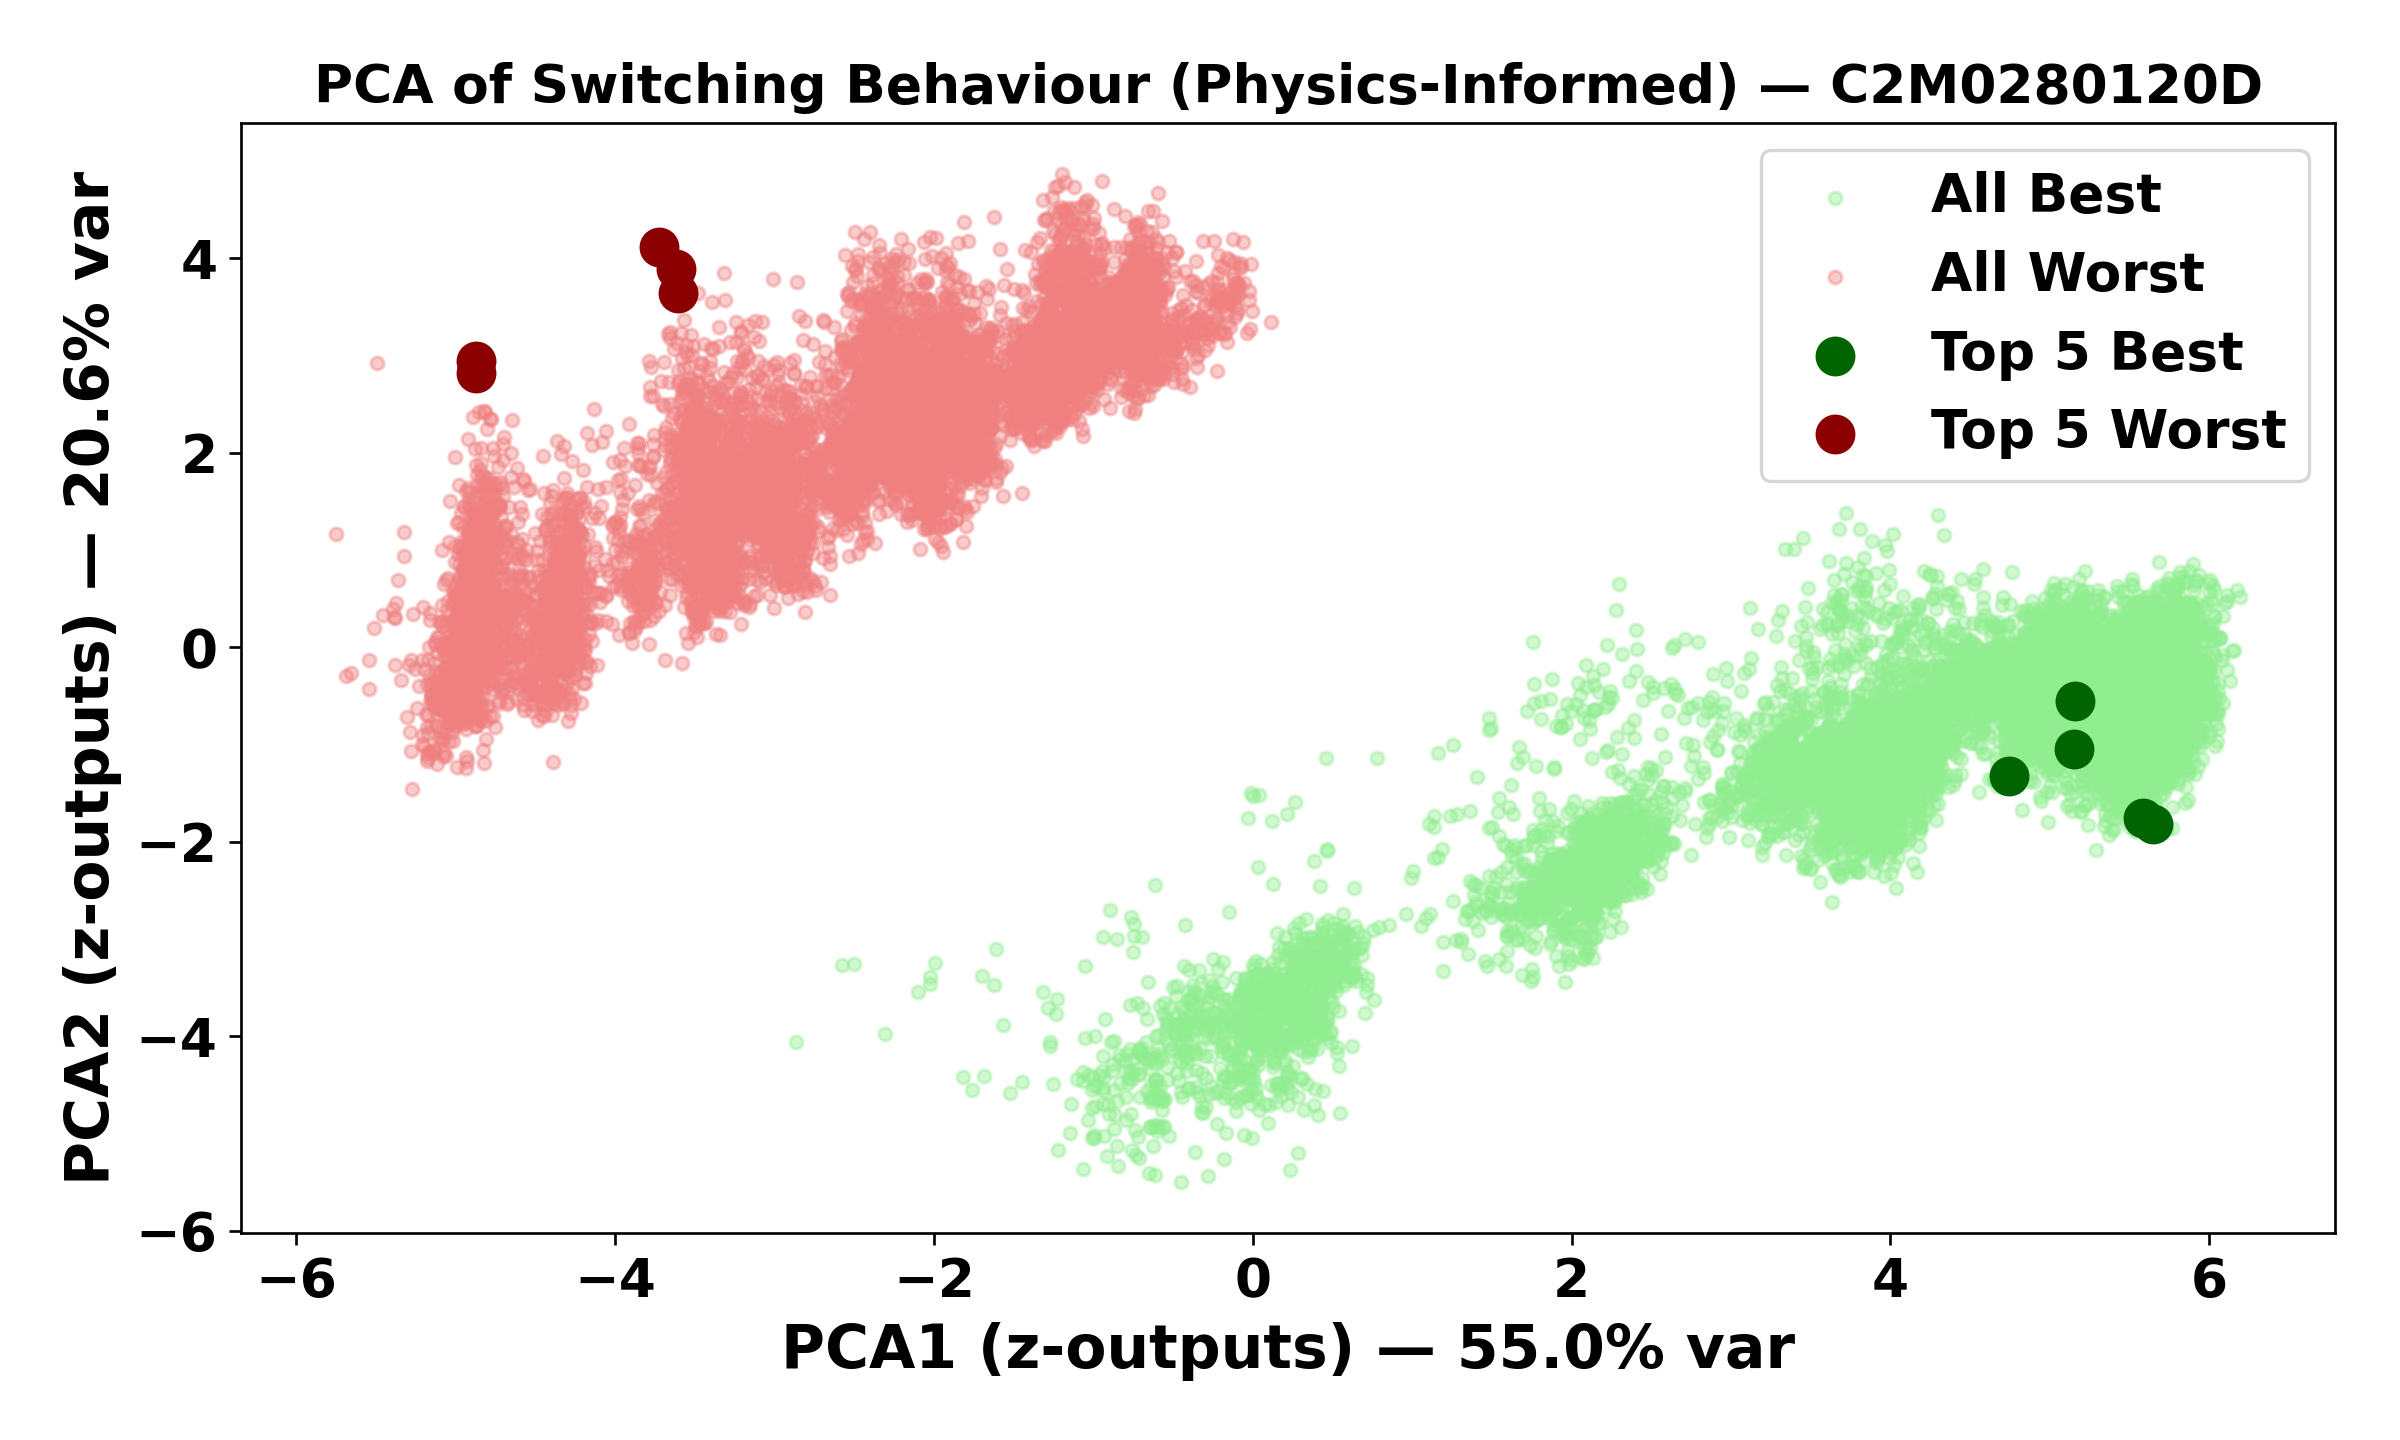 PCA of Switching Behaviour (Physics-Informed) — C2M0280120D
All Best
All Worst
Top 5 Best
Top 5 Worst
PCA2 (z-outputs) — 20.6% var
4
2
0
−2
−4
−6
−6 −4 −2 0 2 4 6
PCA1 (z-outputs) — 55.0% var